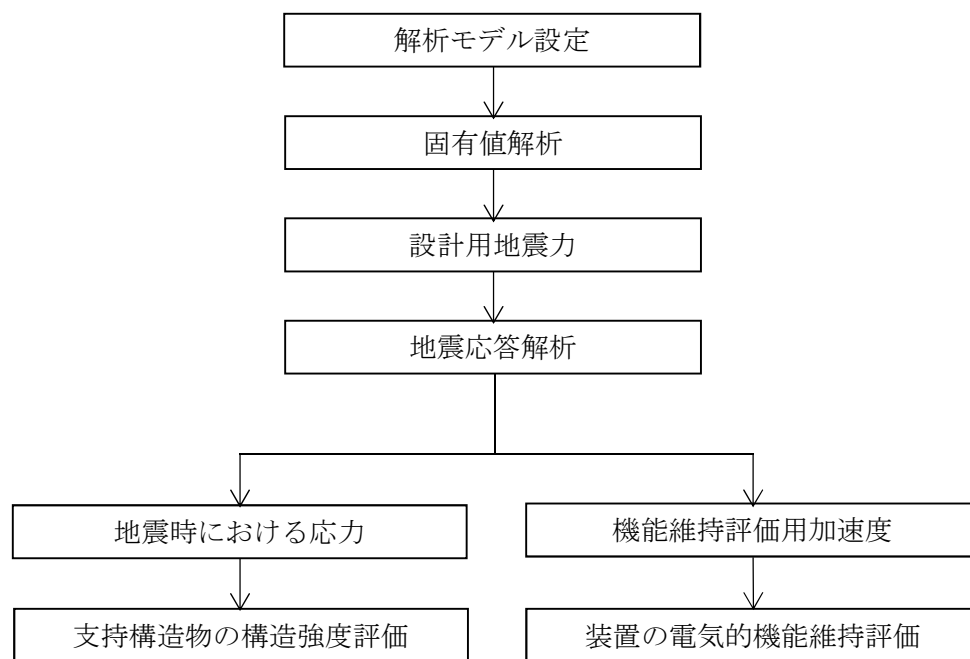 解析モデル設定
固有値解析
設計用地震力
地震応答解析
地震時における応力
機能維持評価用加速度
支持構造物の構造強度評価
装置の電気的機能維持評価